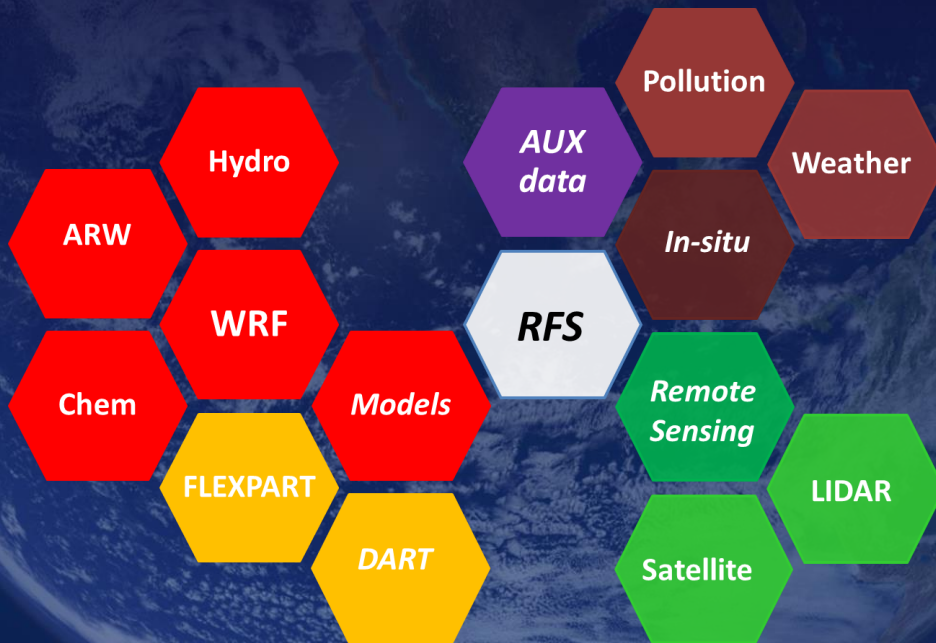 Pollution
AUX
data
Hydro
Weather
ARW
In-situ
WRF
RFS
Chem
Models
Remote
Sensing
FLEXPART
LIDAR
DART
Satellite